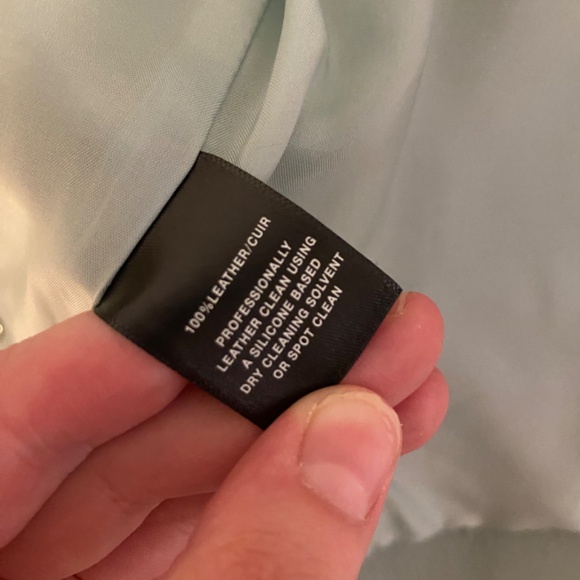 100%LEATHER/CUIR
PROFESSIONALLY
LEATHER CLEAN USING
A SILICONE BASED
DRY CLEANING SOLVENT
OR SPOT CLEAN